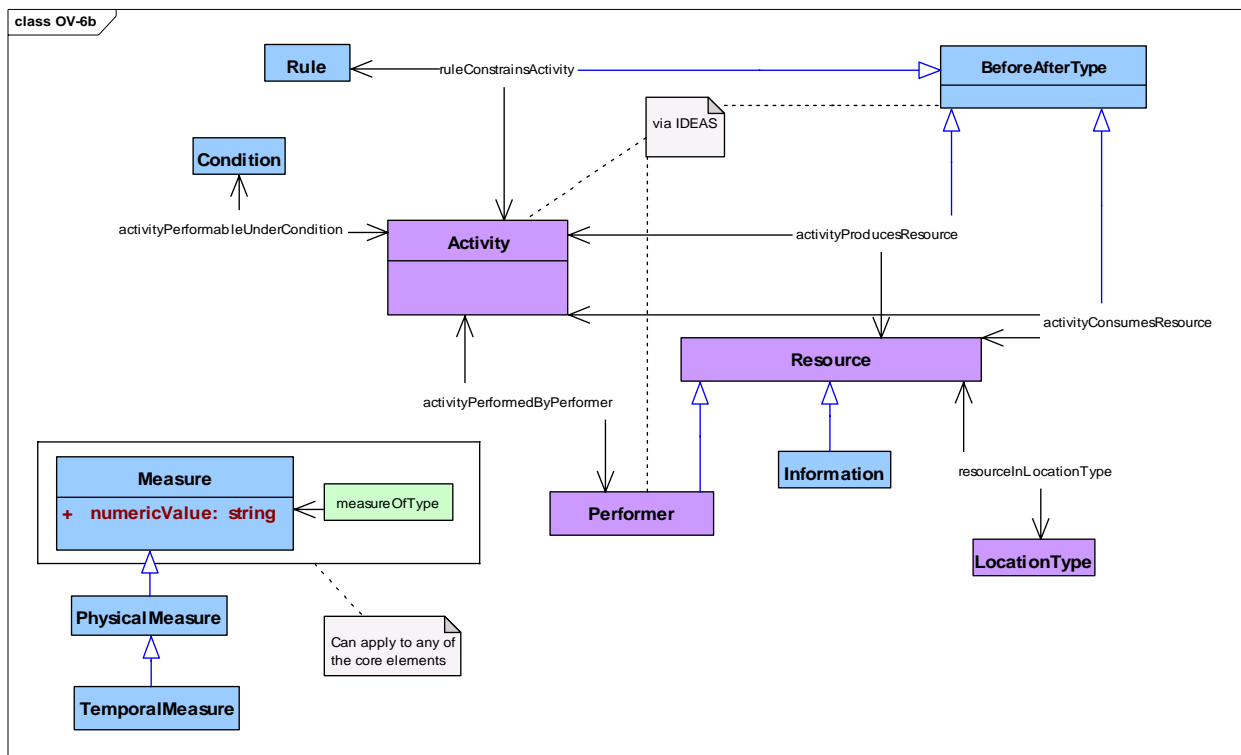 class OV-6b
Rule
ruleConstrainsActivity
BeforeAfterType
via IDEAS
Condition
activityPerformableUnderCondition
Activity
activityProducesResource
activityConsumesResource
Resource
activityPerformedByPerformer
Measure
+ numericValue: string
measureOfType
Information
resourceInLocationType
Performer
LocationType
PhysicalMeasure
Can apply to any of
the core elements
TemporalMeasure